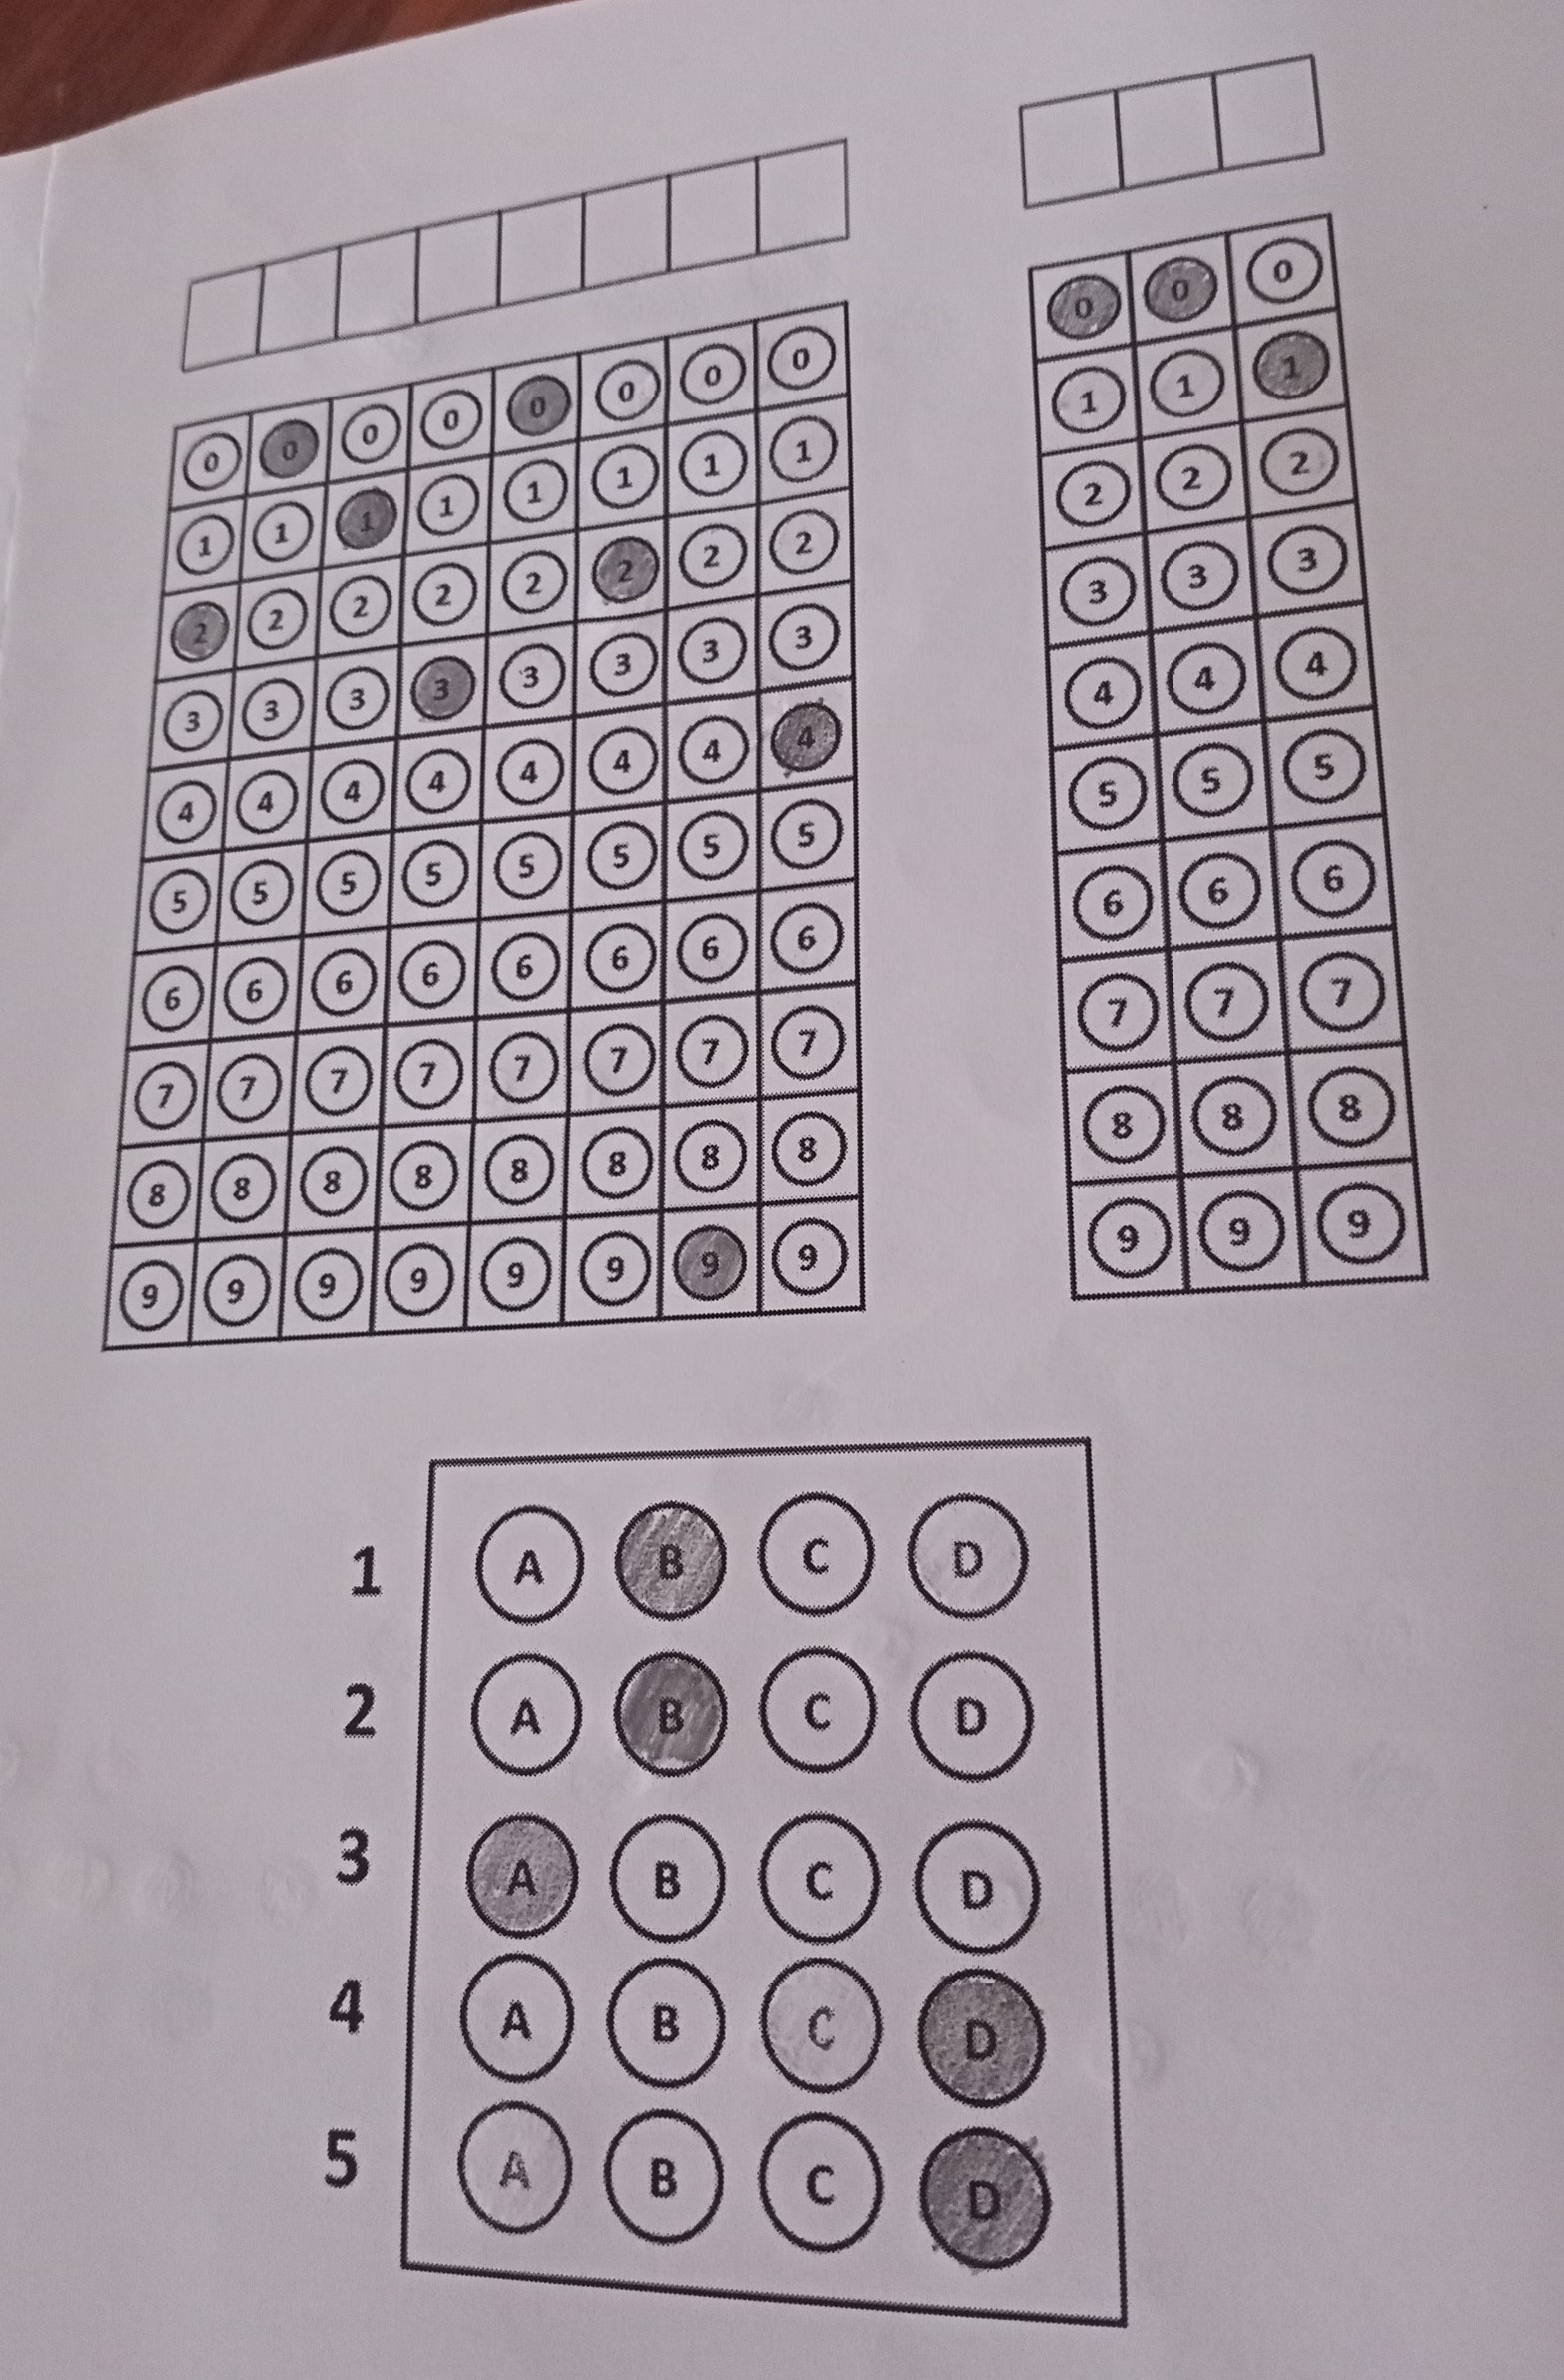 0 0 0 0 0 0 0 0
1 1 1 1 1 1 1 1
2 2 2 2 2 2 2 2
3 3 3 3 3 3 3 3
4 4 4 4 4 4 4 4
5 5 5 5 5 5 5 5
6 6 6 6 6 6 6 6
7 7 7 7 7 7 7 7
8 8 8 8 8 8 8 8
9 9 9 9 9 9 9 9
0 0 0
1 1 1
2 2 2
3 3 3
4 4 4
5 5 5
6 6 6
7 7 7
8 8 8
9 9 9
1 A B C D
2 A B C D
3 A B C D
4 A B C D
5 A B C D